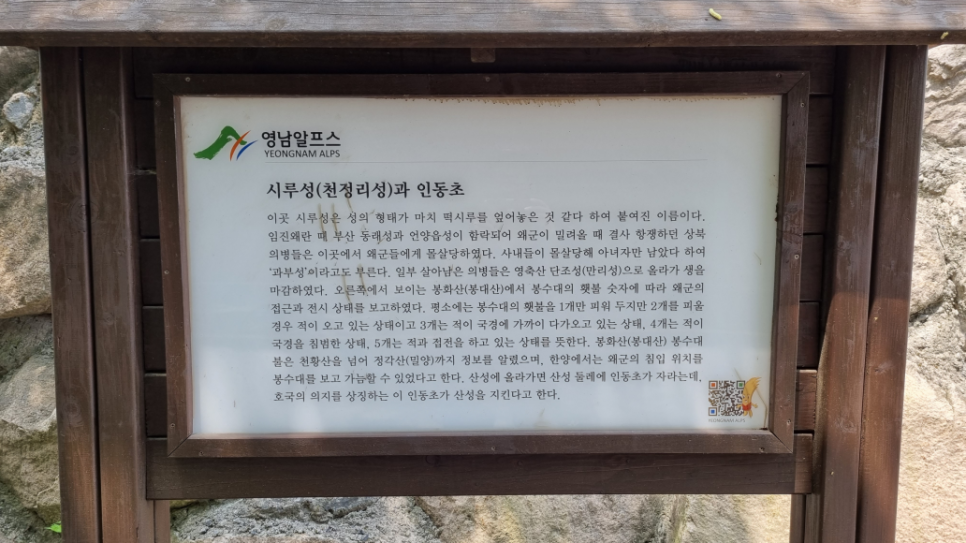 영남알프스
YEONGNAM ALPS
시루성(천정리성)과 인동초
이곳 시루성은 성의 형태가 마치 떡시루를 엎어놓은 것 같다 하여 붙여진 이름이다.
임진왜란 때 부산 동래성과 언양읍성이 함락되어 왜군이 밀려올 때 결사 항쟁하던 상북
의병들은 이곳에서 왜군들에게 몰살당하였다. 사내들이 몰살당해 아녀자만 남았다 하여
'과부성'이라고도 부른다. 일부 살아남은 의병들은 영축산 단조성(만리성)으로 올라가 생을
마감하였다. 오른쪽에서 보이는 봉화산(봉대산)에서 봉수대의 횃불 숫자에 따라 왜군의
접근과 전시 상태를 보고하였다. 평소에는 봉수대의 횃불을 1개만 피워 두지만 2개를 피울
경우 적이 오고 있는 상태이고 3개는 적이 국경에 가까이 다가오고 있는 상태, 4개는 적이
국경을 침범한 상태, 5개는 적과 접전을 하고 있는 상태를 뜻한다. 봉화산(봉대산) 봉수대
불은 천황산을 넘어 정각산(밀양)까지 정보를 알렸으며, 한양에서는 왜군의 침입 위치를
봉수대를 보고 가늠할 수 있었다고 한다. 산성에 올라가면 산성 둘레에 인동초가 자라는데,
호국의 의지를 상징하는 이 인동초가 산성을 지킨다고 한다.
YEONGNAM ALPS